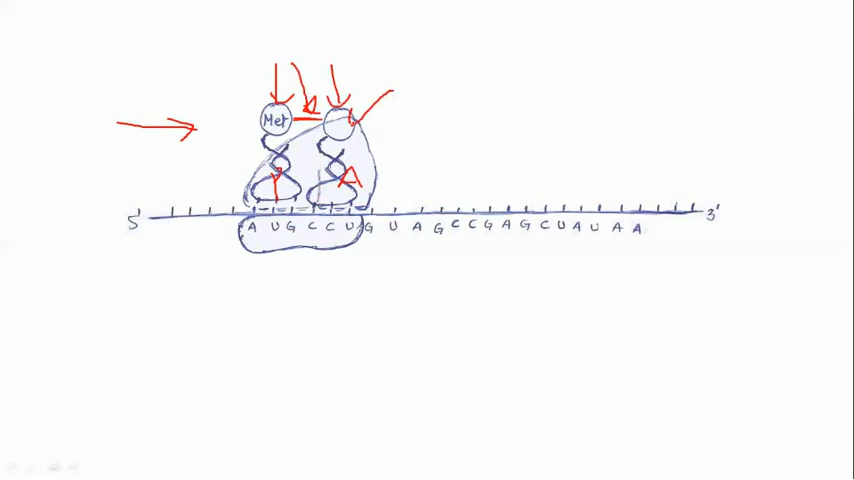 Met
P A
5' 3'
A U G C C U G U A G C C G A G C U A U A A